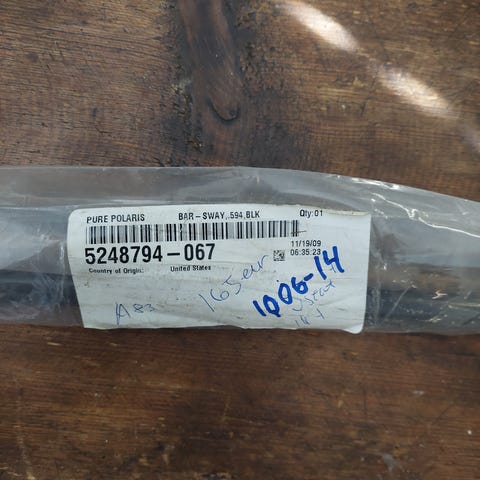 PURE POLARIS BAR-SWAY,.594,BLK Qty:01
11/19/09
5248794-067 06:35:23
Country of Origin: United States
1006-14
A83